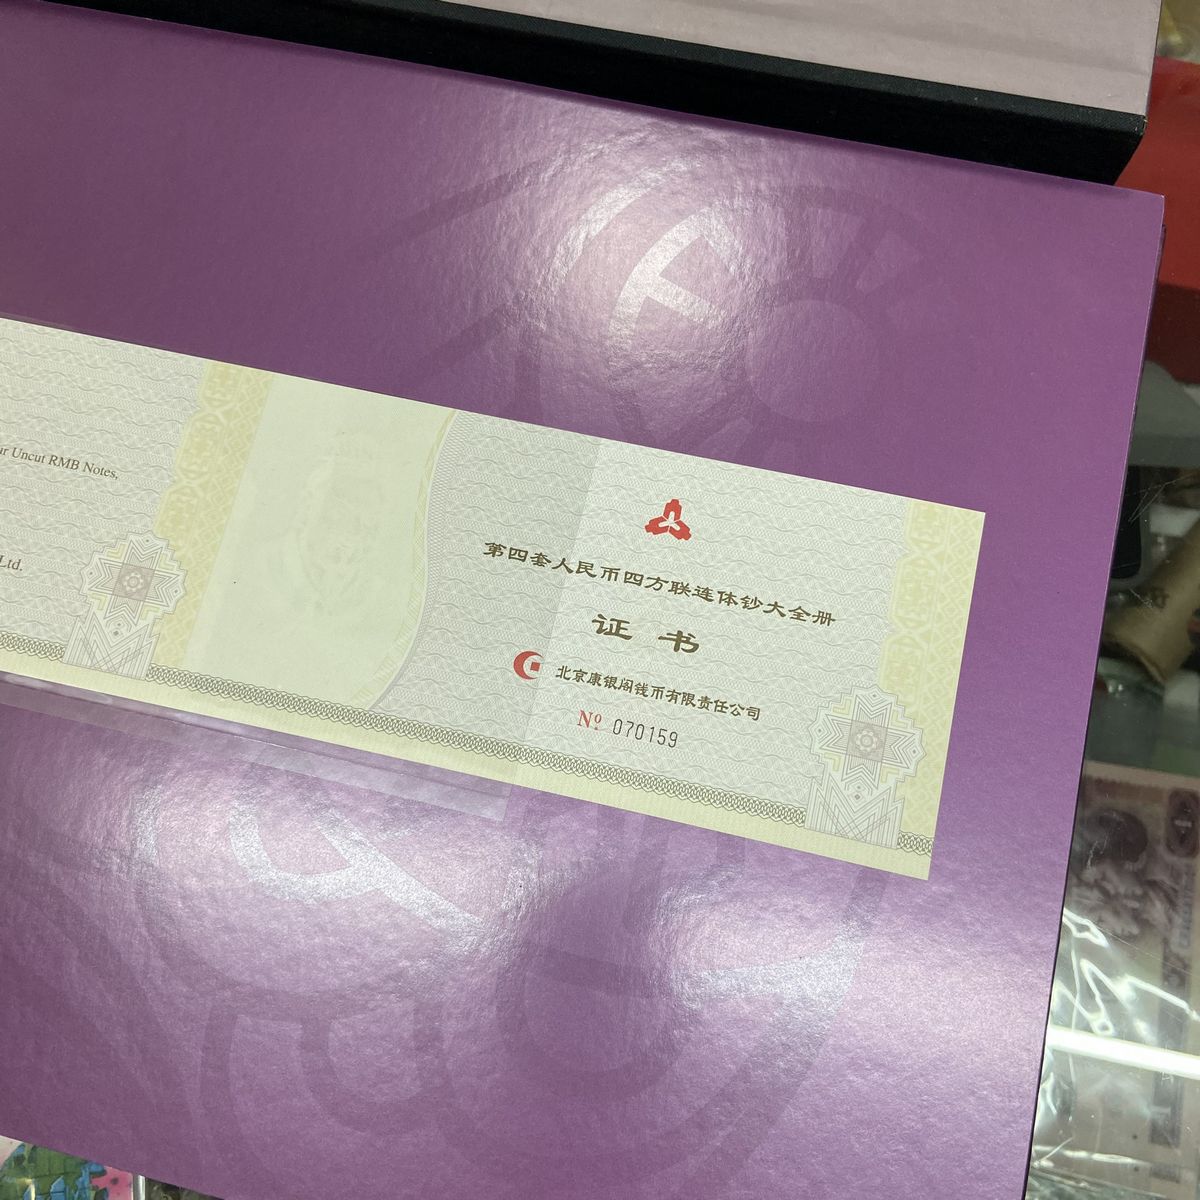 Uncut RMB Notes,
Ltd.
第四套人民币四方联连体钞大全册
证书
北京康银阁钱币有限责任公司
Nº 070159